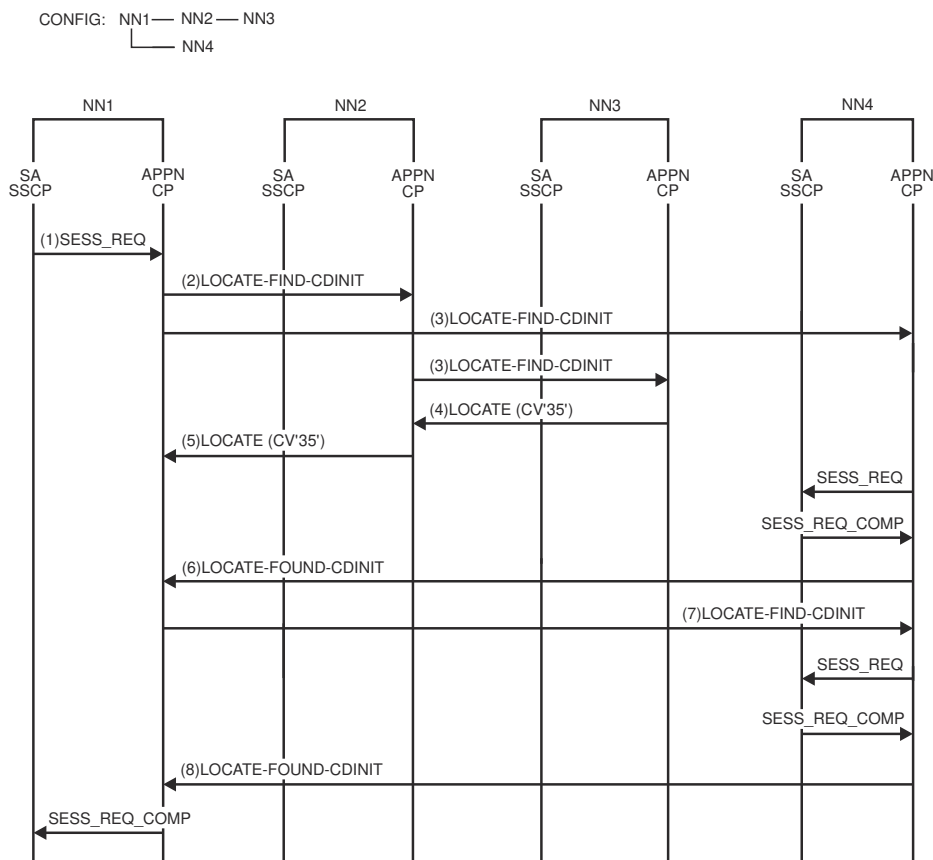 CONFIG: NN1 NN2 NN3
NN4
NN1 NN2 NN3 NN4
SA APPN SA APPN SA APPN SA APPN
SSCP CP SSCP CP SSCP CP SSCP CP
(1)SESS_REQ
(2)LOCATE-FIND-CDINIT
(3)LOCATE-FIND-CDINIT
(3)LOCATE-FIND-CDINIT
(4)LOCATE (CV'35')
(5)LOCATE (CV'35')
SESS_REQ
SESS_REQ_COMP
(6)LOCATE-FOUND-CDINIT
(7)LOCATE-FIND-CDINIT
SESS_REQ
SESS_REQ_COMP
(8)LOCATE-FOUND-CDINIT
SESS_REQ_COMP